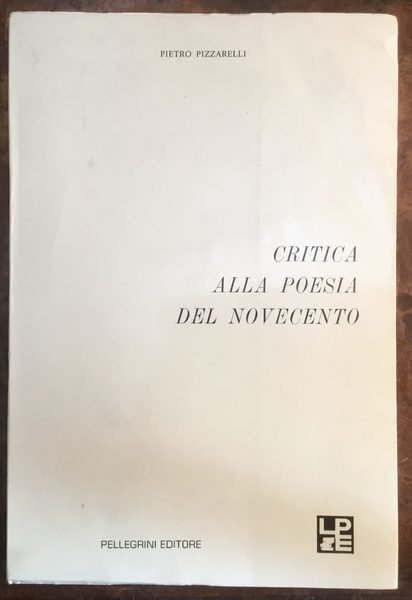 PIETRO PIZZARELLI
CRITICA
ALLA POESIA
DEL NOVECENTO
PELLEGRINI EDITORE
LPE